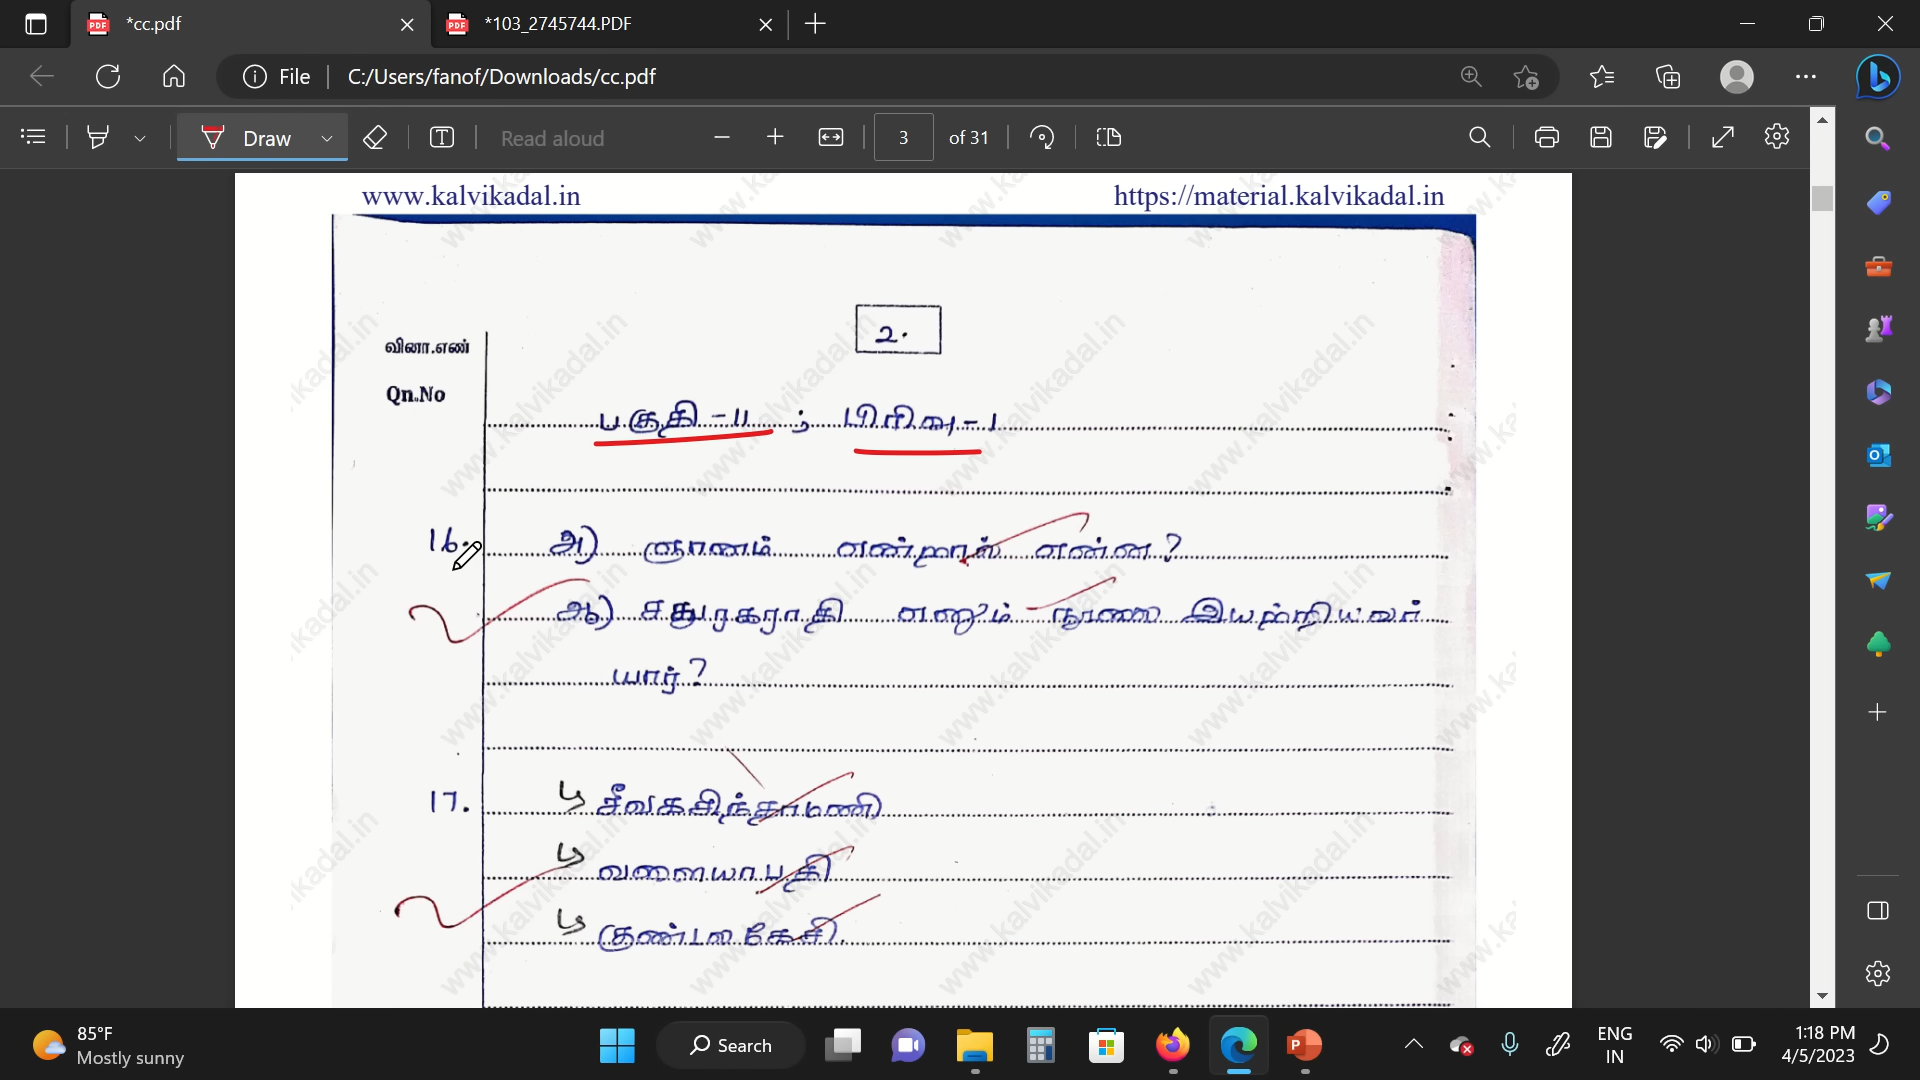 *cc.pdf
*103_2745744.PDF
File
C:/Users/fanof/Downloads/cc.pdf
Draw
Read aloud
3
of 31
www.kalvikadal.in
https://material.kalvikadal.in
2.
வினா.எண்
Qn.No
பகுதி - II ; பிரிவு - 1
16. அ) ஞானம் என்றால் என்ன?
ஆ) சதுரகராதி எனும் நூலை இயற்றியவர்
யார்?
17. சீவகசிந்தாமணி
வளையாபதி
குண்டலகேசி.
85°F
Mostly sunny
Search
ENG
IN
1:18 PM
4/5/2023